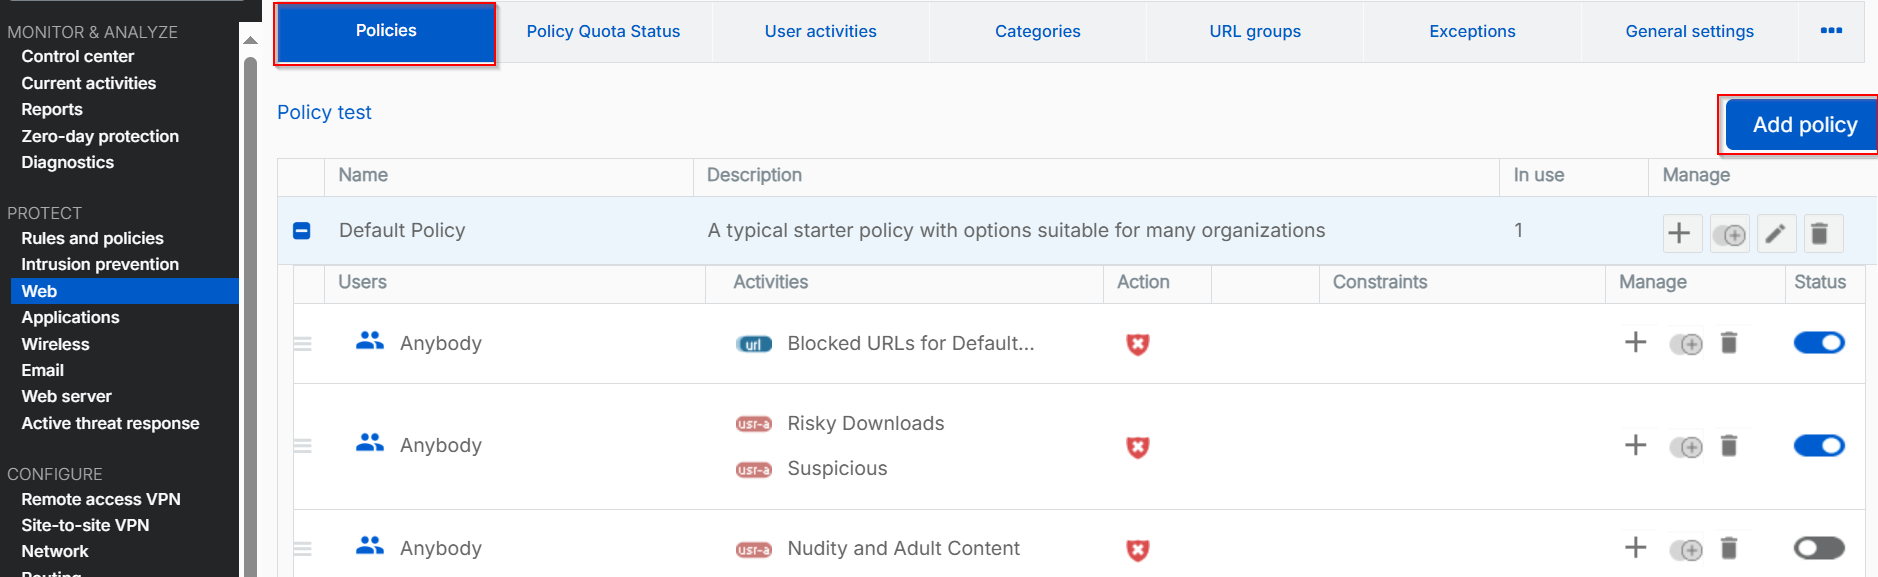 MONITOR & ANALYZE
Control center
Current activities
Reports
Zero-day protection
Diagnostics
PROTECT
Rules and policies
Intrusion prevention
Web
Applications
Wireless
Email
Web server
Active threat response
CONFIGURE
Remote access VPN
Site-to-site VPN
Network
Routing
Policies Policy Quota Status User activities Categories URL groups Exceptions General settings
Policy test
Add policy
Name Description In use Manage
Default Policy A typical starter policy with options suitable for many organizations 1
Users Activities Action Constraints Manage Status
Anybody url Blocked URLs for Default...
usr-a Risky Downloads
Anybody
usr-a Suspicious
Anybody usr-a Nudity and Adult Content